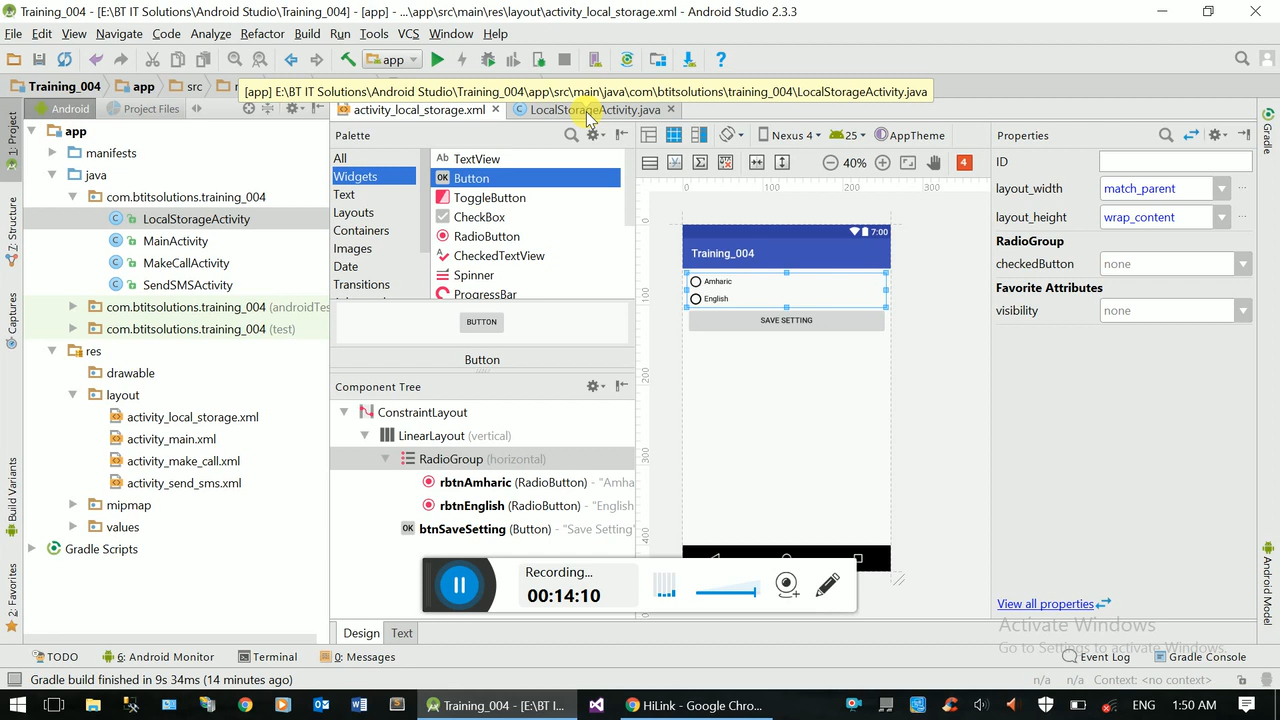 Training_004 - [E:\BT IT Solutions\Android Studio\Training_004] - [app] - ...\app\src\main\res\layout\activity_local_storage.xml - Android Studio 2.3.3
File Edit View Navigate Code Analyze Refactor Build Run Tools VCS Window Help
app
Training_004 app src
[app] E:\BT IT Solutions\Android Studio\Training_004\app\src\main\java\com\btitsolutions\training_004\LocalStorageActivity.java
Android Project Files
activity_local_storage.xml LocalStorageActivity.java
1: Project
7: Structure
Captures
Build Variants
2: Favorites
app
manifests
java
com.btitsolutions.training_004
LocalStorageActivity
MainActivity
MakeCallActivity
SendSMSActivity
com.btitsolutions.training_004 (androidTes
com.btitsolutions.training_004 (test)
res
drawable
layout
activity_local_storage.xml
activity_main.xml
activity_make_call.xml
activity_send_sms.xml
mipmap
values
Gradle Scripts
Palette
All
Widgets
Text
Layouts
Containers
Images
Date
Transitions
Ab TextView
OK Button
ToggleButton
CheckBox
RadioButton
CheckedTextView
Spinner
ProgressBar
BUTTON
Button
Component Tree
ConstraintLayout
LinearLayout (vertical)
RadioGroup (horizontal)
rbtnAmharic (RadioButton) - "Amha
rbtnEnglish (RadioButton) - "English
OK btnSaveSetting (Button) - "Save Setting"
Design Text
Nexus 4 25 AppTheme
40% 4
0 100 200 300
0
100
200
300
400
7:00
Training_004
Amharic
English
SAVE SETTING
Properties
ID
layout_width match_parent
layout_height wrap_content
RadioGroup
checkedButton none
Favorite Attributes
visibility none
View all properties
Activate Windows
Go to Settings to activate Windows.
Gradle
Android Model
Recording...
00:14:10
TODO 6: Android Monitor Terminal 0: Messages Event Log Gradle Console
Gradle build finished in 9s 34ms (14 minutes ago) n/a n/a Context: <no context>
Training_004 - [E:\BT I... HiLink - Google Chro... ENG 1:50 AM